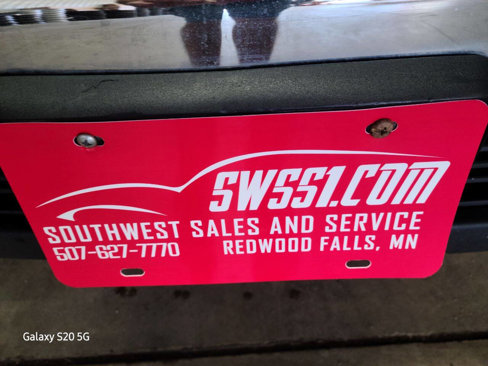 SWSS1.COM
SOUTHWEST SALES AND SERVICE
507-627-7770 REDWOOD FALLS, MN
Galaxy S20 5G